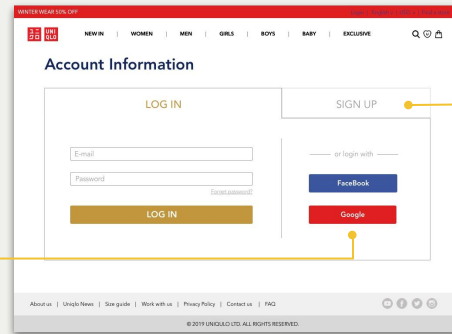 WINTER WEAR 50% OFF
UNI QLO
NEW IN | WOMEN | MEN | GIRLS | BOYS | BABY | EXCLUSIVE
Account Information
LOG IN
SIGN UP
E-mail
Password
Forget password?
LOG IN
or login with
FaceBook
Google
About us | Uniqlo News | Size guide | Work with us | Privacy Policy | Contact us | FAQ
© 2019 UNIQULO LTD. ALL RIGHTS RESERVED.